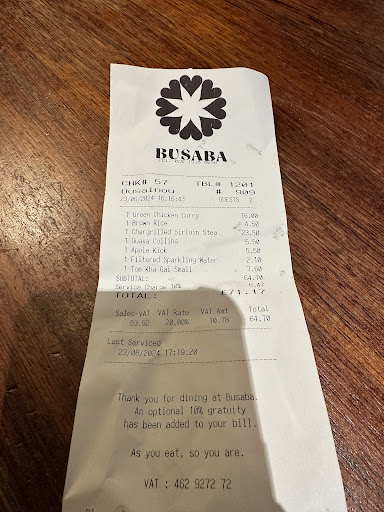 BUSABA
CHK# 57 TBL# 1201
Ousainou # 909
23/06/2024 16:16:43 GUESTS 2
1 Green Chicken Curry 16.00
1 Brown Rice 4.50
1 Chargrilled Sirloin Stea 23.50
1 Guava Collins 5.50
1 Apple Kick 5.50
1 Filtered Sparkling Water 2.10
1 Tom Kha Gai Small 7.60
SUBTOTAL: 64.70
Service Charge 10% 6.47
TOTAL: £71.17
Sales-VAT VAT Rate VAT Amt Total
53.92 20.00% 10.78 64.70
Last Serviced
23/06/2024 17:19:20
Thank you for dining at Busaba.
An optional 10% gratuity
has been added to your bill.
As you eat, so you are.
VAT : 462 9272 72